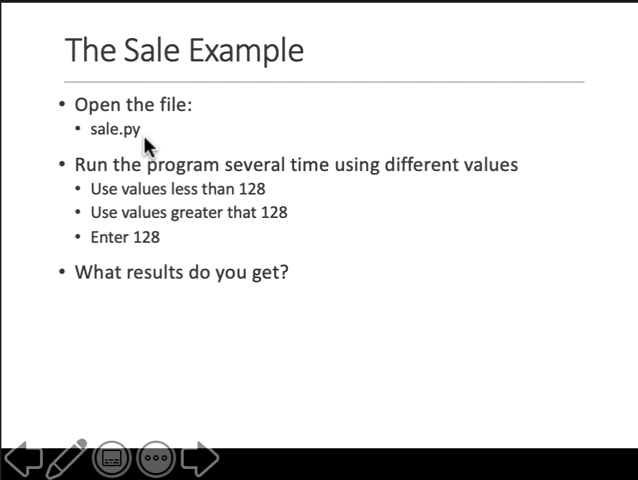 The Sale Example
• Open the file:
• sale.py
• Run the program several time using different values
• Use values less than 128
• Use values greater that 128
• Enter 128
• What results do you get?